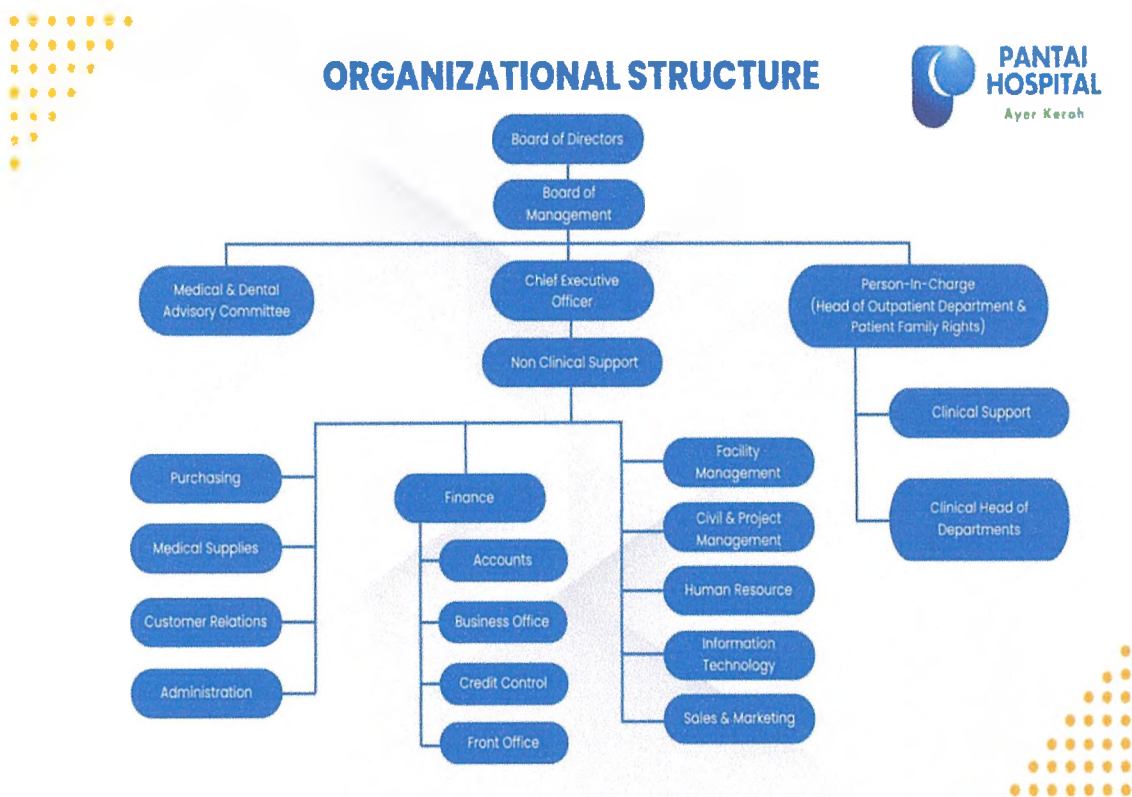 ORGANIZATIONAL STRUCTURE
PANTAI
HOSPITAL
Ayer Keroh
Board of Directors
Board of
Management
Medical & Dental
Advisory Committee
Chief Executive
Officer
Person-In-Charge
(Head of Outpatient Department &
Patient Family Rights)
Non Clinical Support
Clinical Support
Clinical Head of
Departments
Purchasing
Medical Supplies
Customer Relations
Administration
Finance
Accounts
Business Office
Credit Control
Front Office
Facility
Management
Civil & Project
Management
Human Resource
Information
Technology
Sales & Marketing